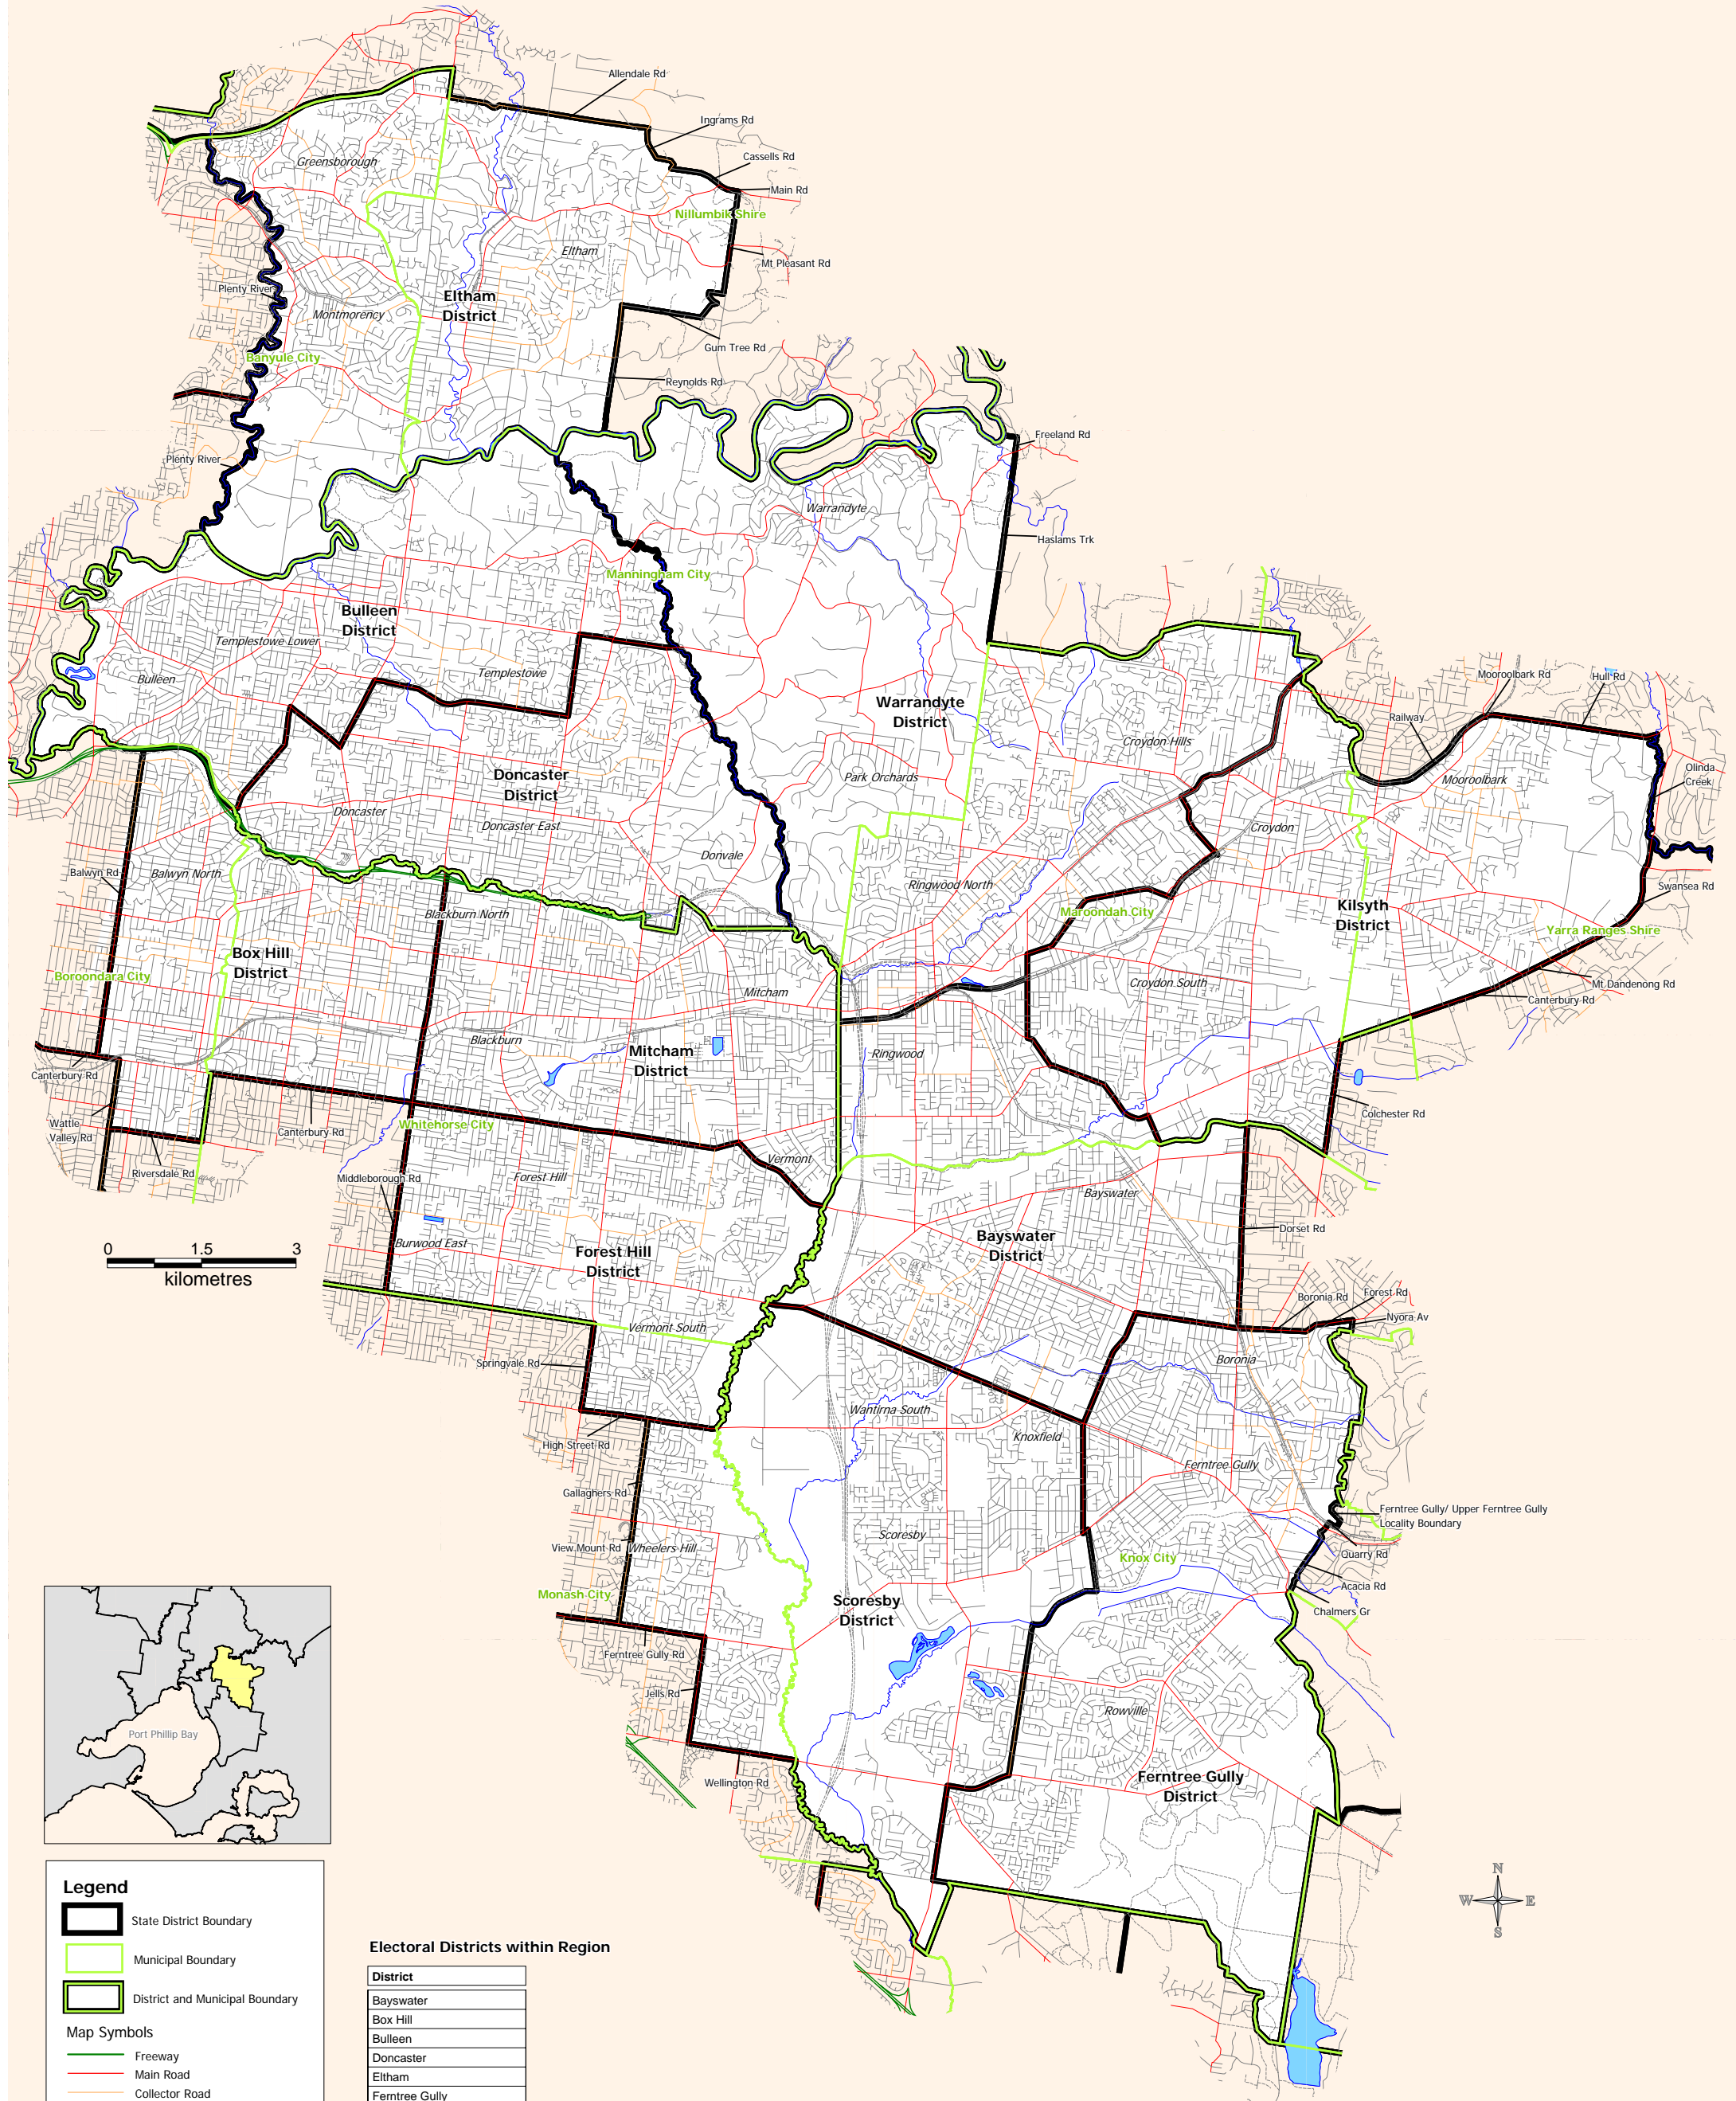 Allendale Rd
Ingrams Rd
Cassells Rd
Greensborough
Main Rd
Nillumbik Shire
Eltham
Mt Pleasant Rd
Plenty River
Eltham
District
Montmorency
Gum Tree Rd
Banyule City
Reynolds Rd
Freeland Rd
Plenty River
Warrandyte
Haslams Trk
Manningham City
Bulleen
District
Templestowe Lower
Templestowe
Bulleen
Mooroolbark Rd
Hull Rd
Warrandyte
District
Railway
Croydon Hills
Olinda
Creek
Doncaster
District
Park Orchards
Mooroolbark
Doncaster
Doncaster East
Croydon
Donvale
Balwyn Rd
Balwyn North
Ringwood North
Swansea Rd
Blackburn North
Maroondah City
Kilsyth
District
Yarra Ranges Shire
Box Hill
District
Boroondara City
Mitcham
Croydon South
Mt Dandenong Rd
Canterbury Rd
Blackburn
Mitcham
District
Ringwood
Canterbury Rd
Colchester Rd
Wattle
Valley Rd
Canterbury Rd
Whitehorse City
Riversdale Rd
Vermont
Middleborough Rd
Forest Hill
Bayswater
Dorset Rd
Burwood East
Bayswater
District
Forest Hill
District
0 1.5 3
kilometres
Boronia Rd
Forest Rd
Nyora Av
Vermont South
Springvale Rd
Boronia
Wantirna South
Knoxfield
High Street Rd
Ferntree Gully
Gallaghers Rd
Ferntree Gully/ Upper Ferntree Gully
Locality Boundary
Scoresby
View Mount Rd
Wheelers Hill
Knox City
Quarry Rd
Acacia Rd
Monash City
Scoresby
District
Chalmers Gr
Ferntree Gully Rd
Jells Rd
Rowville
Port Phillip Bay
Wellington Rd
Ferntree Gully
District
N
W E
S
Legend
State District Boundary
Municipal Boundary
District and Municipal Boundary
Map Symbols
Freeway
Main Road
Collector Road
Electoral Districts within Region
District
Bayswater
Box Hill
Bulleen
Doncaster
Eltham
Ferntree Gully